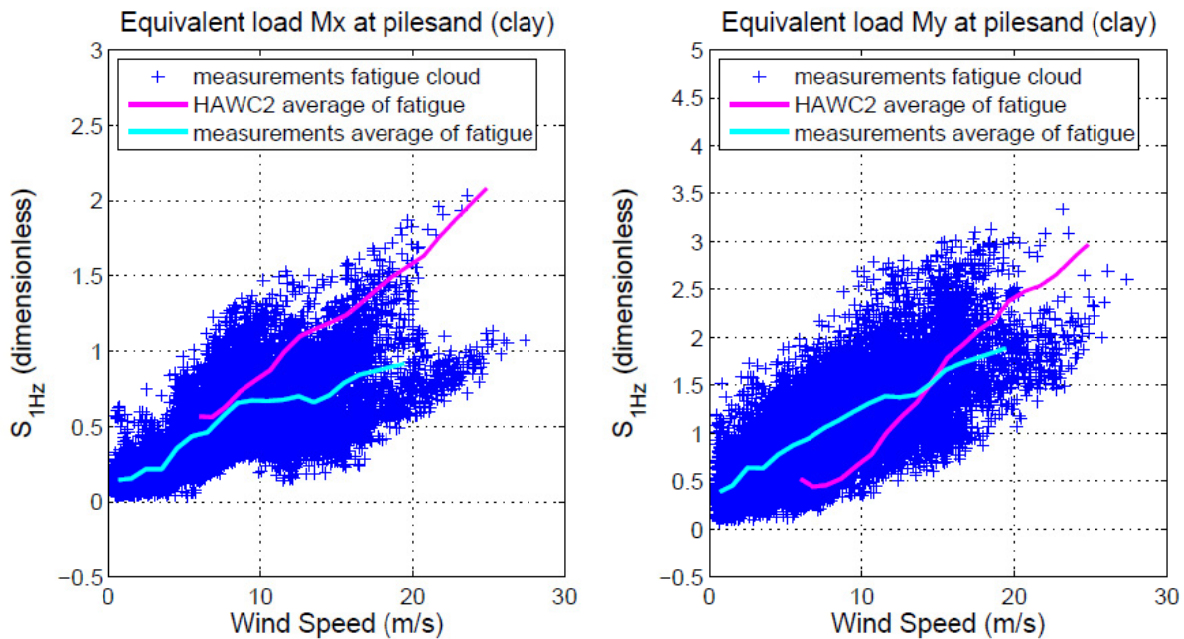 Equivalent load Mx at pilesand (clay)
3
2.5
2
1.5
1
0.5
0
−0.5
0
10
20
30
S1Hz (dimensionless)
Wind Speed (m/s)
measurements fatigue cloud
HAWC2 average of fatigue
measurements average of fatigue
Equivalent load My at pilesand (clay)
5
4.5
4
3.5
3
2.5
2
1.5
1
0.5
0
−0.5
0
10
20
30
S1Hz (dimensionless)
Wind Speed (m/s)
measurements fatigue cloud
HAWC2 average of fatigue
measurements average of fatigue